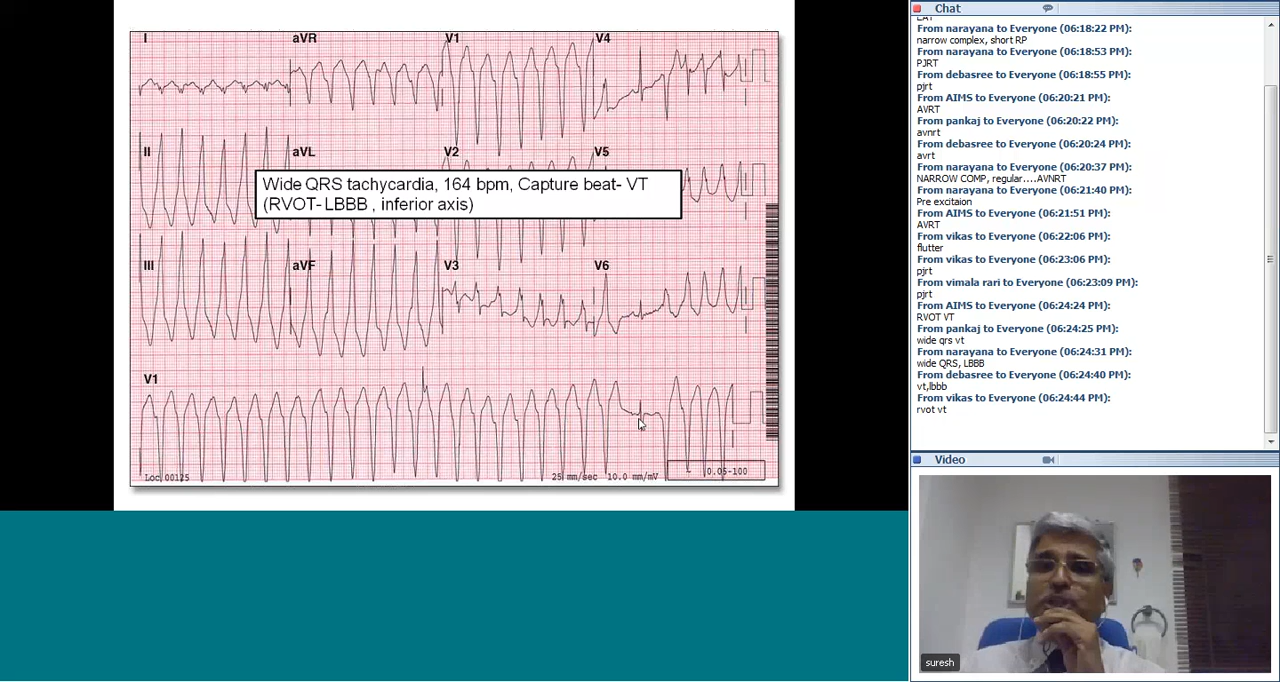 I
aVR
V1
V4
II
aVL
V2
V5
Wide QRS tachycardia, 164 bpm, Capture beat- VT
(RVOT- LBBB , inferior axis)
III
aVF
V3
V6
V1
Loc 00125
25 mm/sec 10.0 mm/mV
0.05-100
Chat
EAT
From narayana to Everyone (06:18:22 PM):
narrow complex, short RP
From narayana to Everyone (06:18:53 PM):
PJRT
From debasree to Everyone (06:18:55 PM):
pjrt
From AIMS to Everyone (06:20:21 PM):
AVRT
From pankaj to Everyone (06:20:22 PM):
avnrt
From debasree to Everyone (06:20:24 PM):
avrt
From narayana to Everyone (06:20:37 PM):
NARROW COMP, regular....AVNRT
From narayana to Everyone (06:21:40 PM):
Pre excitaion
From AIMS to Everyone (06:21:51 PM):
AVRT
From vikas to Everyone (06:22:06 PM):
flutter
From vikas to Everyone (06:23:06 PM):
pjrt
From vimala rari to Everyone (06:23:09 PM):
pjrt
From AIMS to Everyone (06:24:24 PM):
RVOT VT
From pankaj to Everyone (06:24:25 PM):
wide qrs vt
From narayana to Everyone (06:24:31 PM):
wide QRS, LBBB
From debasree to Everyone (06:24:40 PM):
vt,lbbb
From vikas to Everyone (06:24:44 PM):
rvot vt
Video
suresh